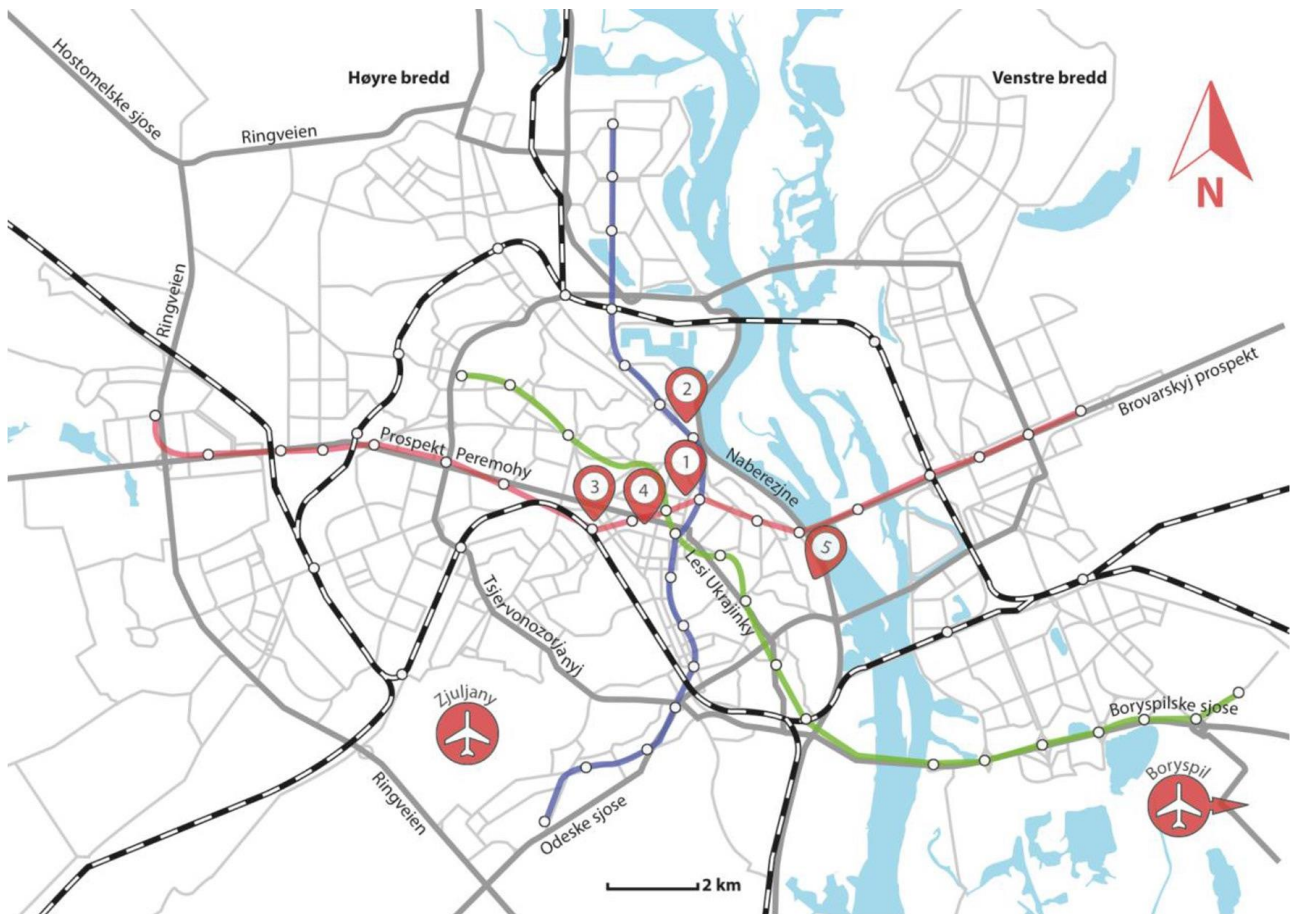 Høyre bredd
Venstre bredd
Hostomelske sjose
Ringveien
N
Ringveien
Brovarskyj prospekt
2
Prospekt Peremohy
Naberezjne
1
3
4
5
Lesi Ukrajinky
Tsjervonozorjanyj
Zjuljany
Boryspilske sjose
Boryspil
Ringveien
Odeske sjose
2 km